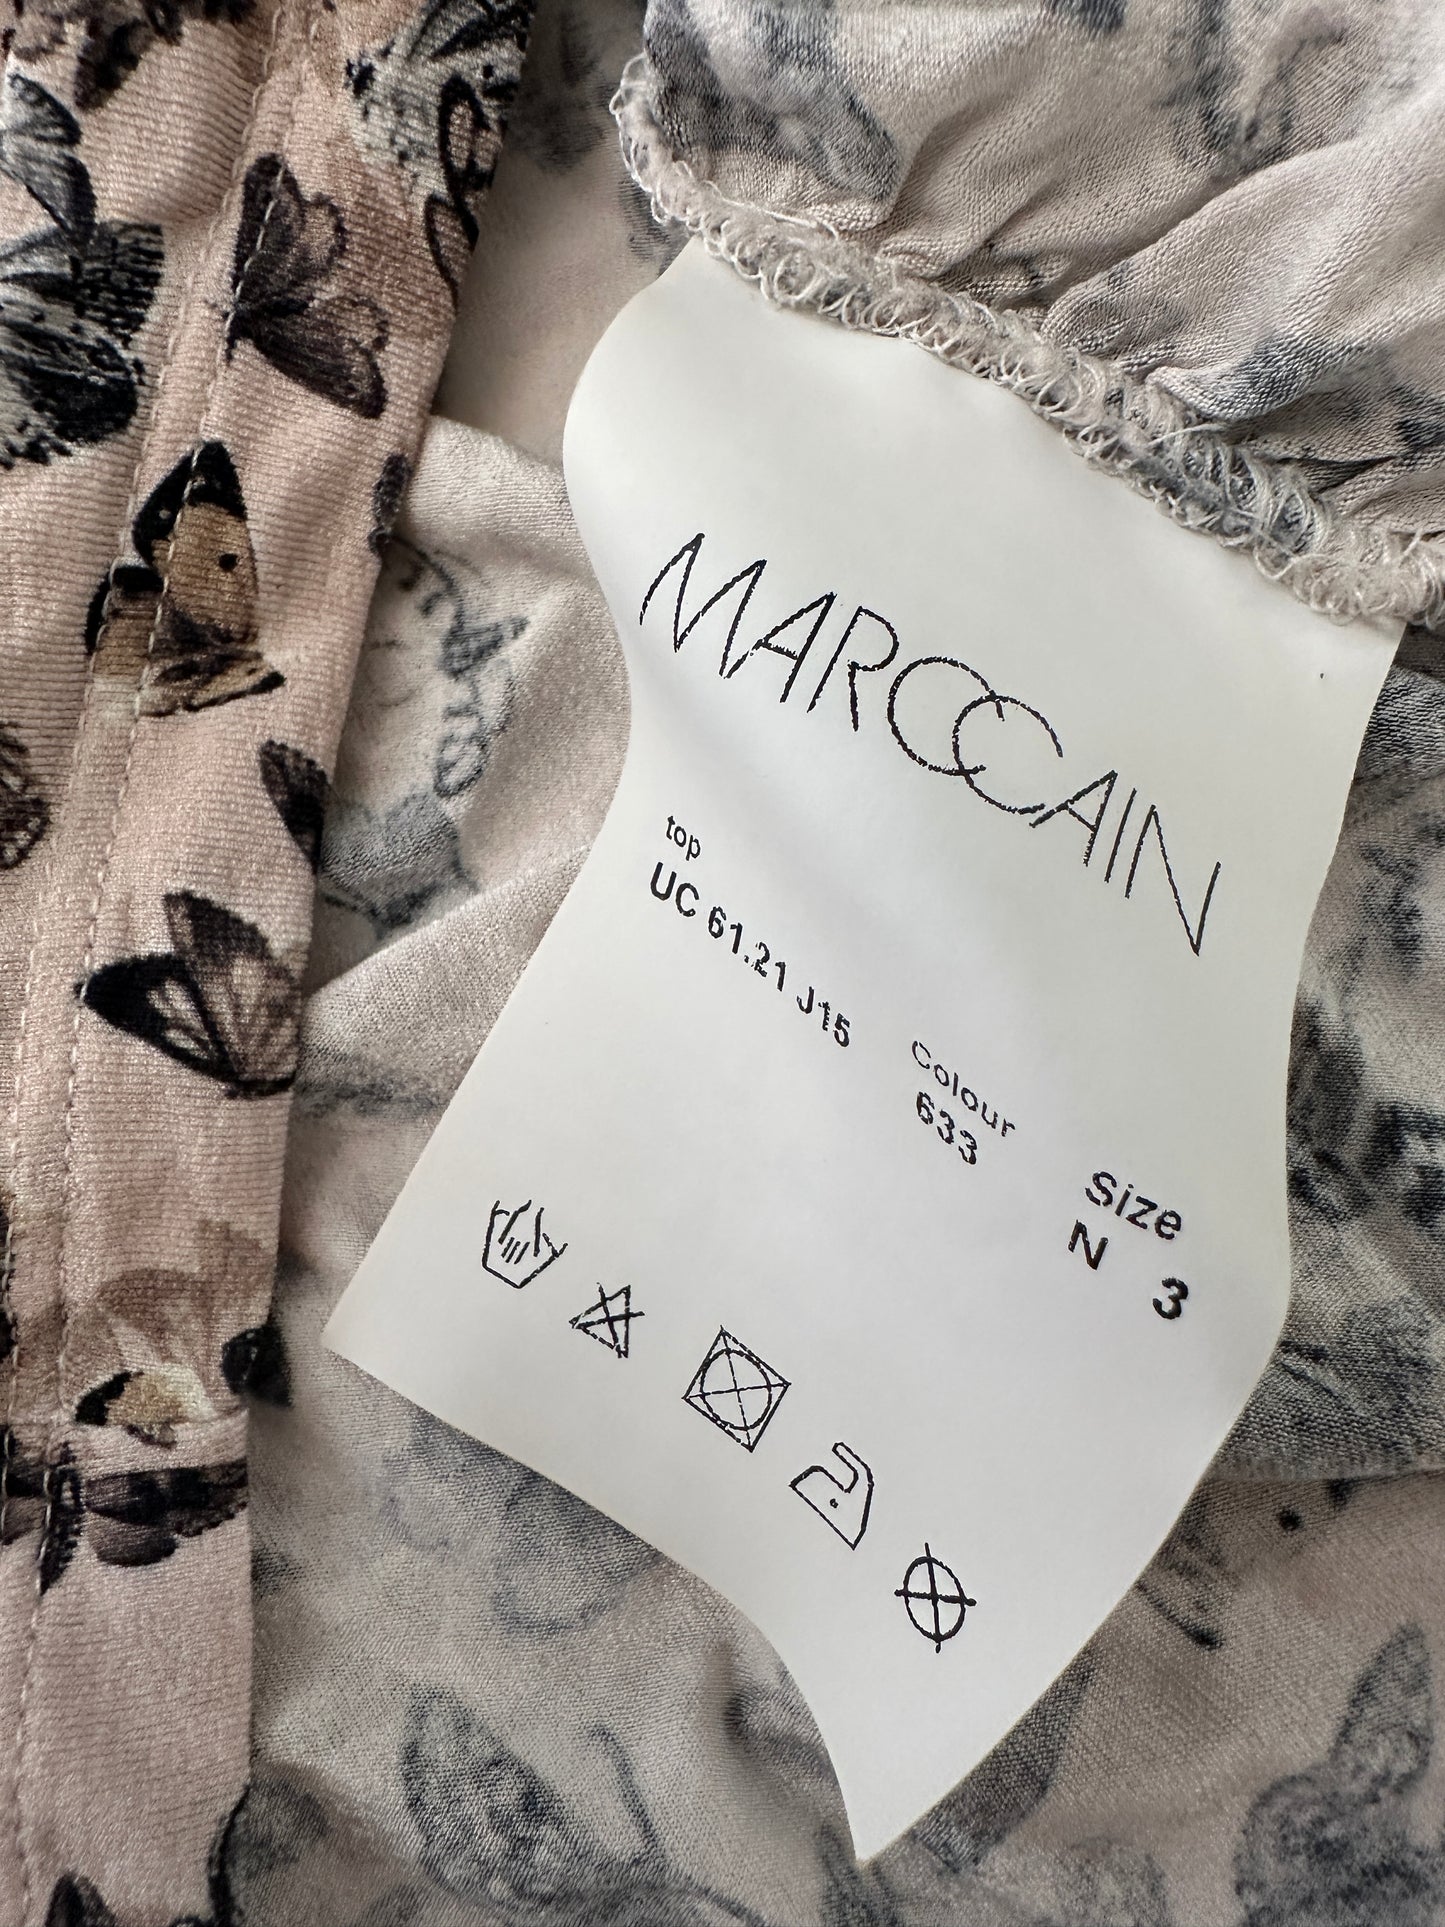 MARCCAIN
top
UC 61.21 J15
Colour
633
Size
N 3